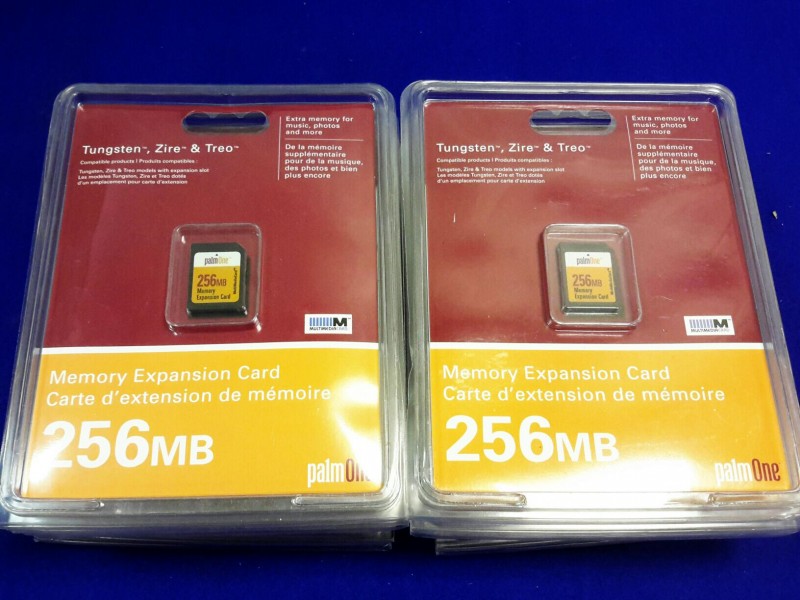 Tungsten™, Zire™ & Treo™
Compatible products / Produits compatibles :
Tungsten, Zire & Treo models with expansion slot
Les modèles Tungsten, Zire et Treo dotés
d'un emplacement pour carte d'extension
Extra memory for
music, photos
and more
De la mémoire
supplémentaire
pour de la musique,
des photos et bien
plus encore
palmOne
256MB
Memory
Expansion Card
M
MULTIMEDIACARD
Memory Expansion Card
Carte d'extension de mémoire
256MB
palmOne
Tungsten™, Zire™ & Treo™
Compatible products / Produits compatibles :
Tungsten, Zire & Treo models with expansion slot
Les modèles Tungsten, Zire et Treo dotés
d'un emplacement pour carte d'extension
Extra memory for
music, photos
and more
De la mémoire
supplémentaire
pour de la musique,
des photos et bien
plus encore
palmOne
256MB
Memory
Expansion Card
M
MULTIMEDIACARD
Memory Expansion Card
Carte d'extension de mémoire
256MB
palmOne